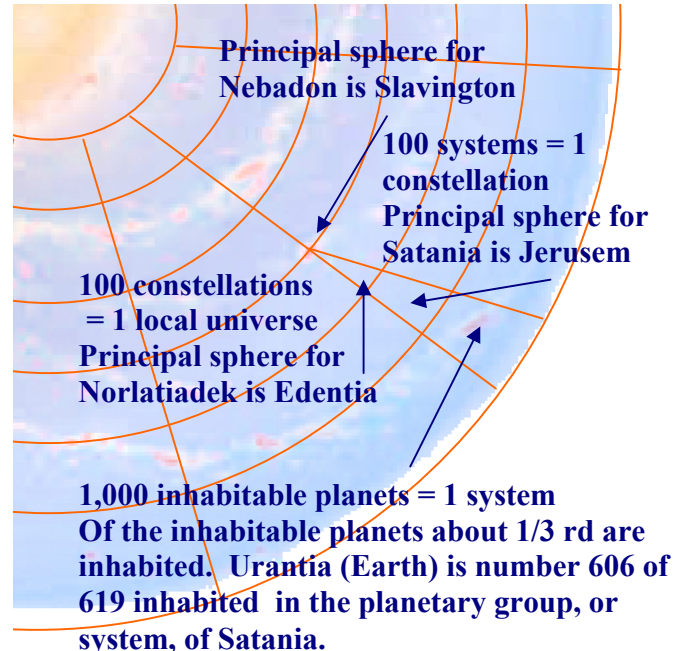 Principal sphere for
Nebadon is Slavington
100 systems = 1
constellation
Principal sphere for
Satania is Jerusem
100 constellations
= 1 local universe
Principal sphere for
Norlatiadek is Edentia
1,000 inhabitable planets = 1 system
Of the inhabitable planets about 1/3 rd are
inhabited.  Urantia (Earth) is number 606 of
619 inhabited  in the planetary group, or
system, of Satania.